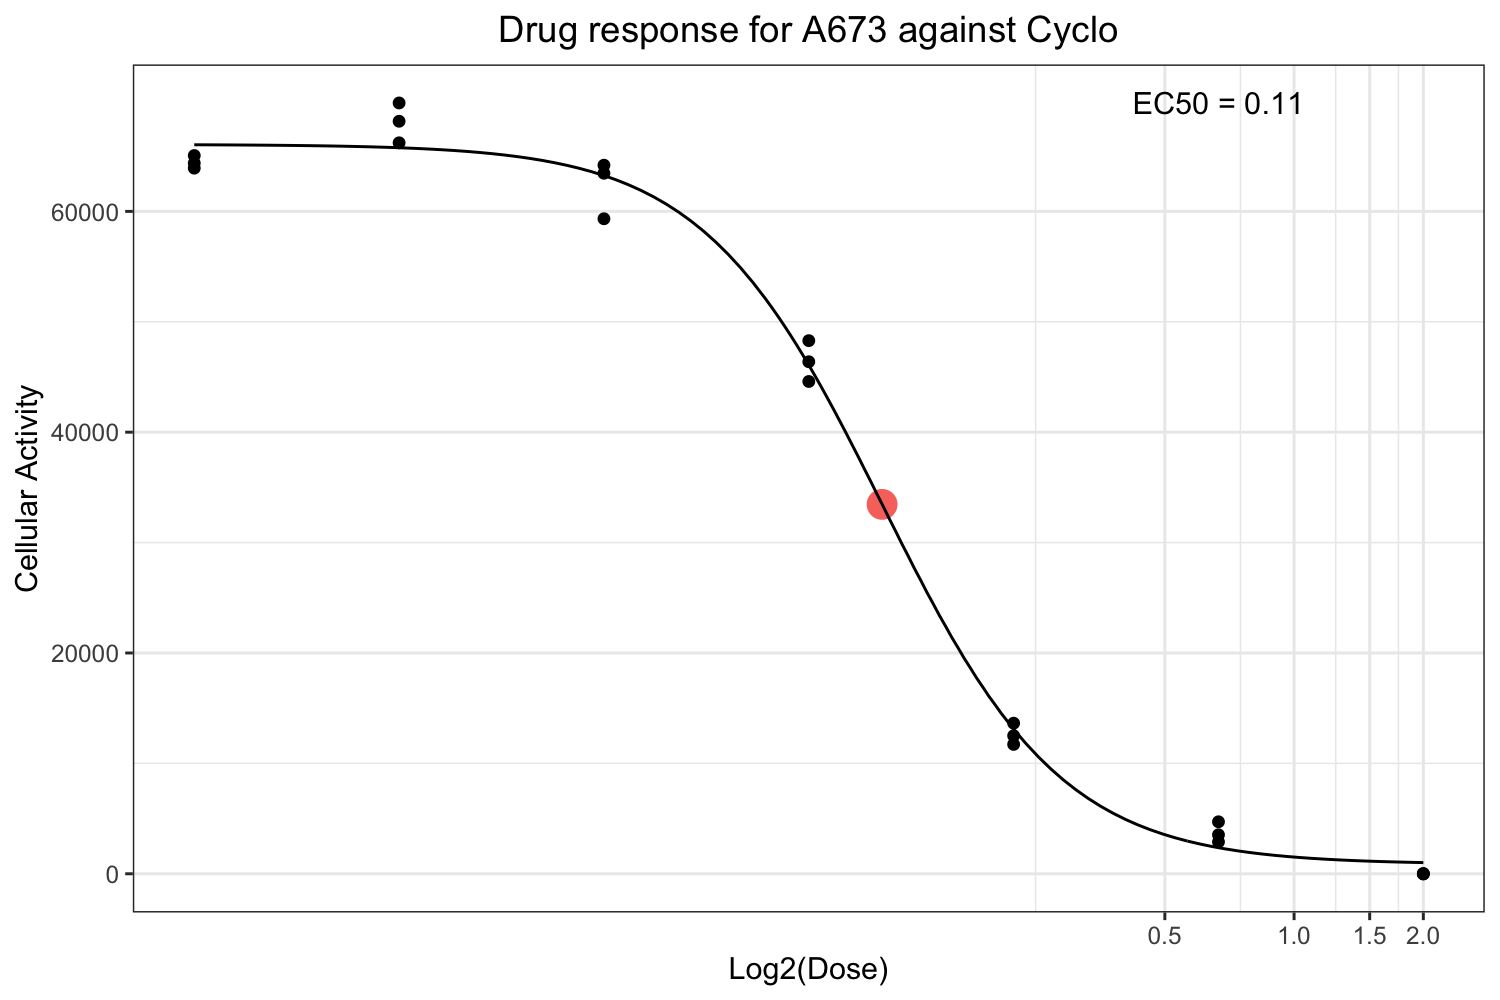 Drug response for A673 against Cyclo
EC50 = 0.11
60000
40000
20000
0
Cellular Activity
0.5 1.0 1.5 2.0
Log2(Dose)